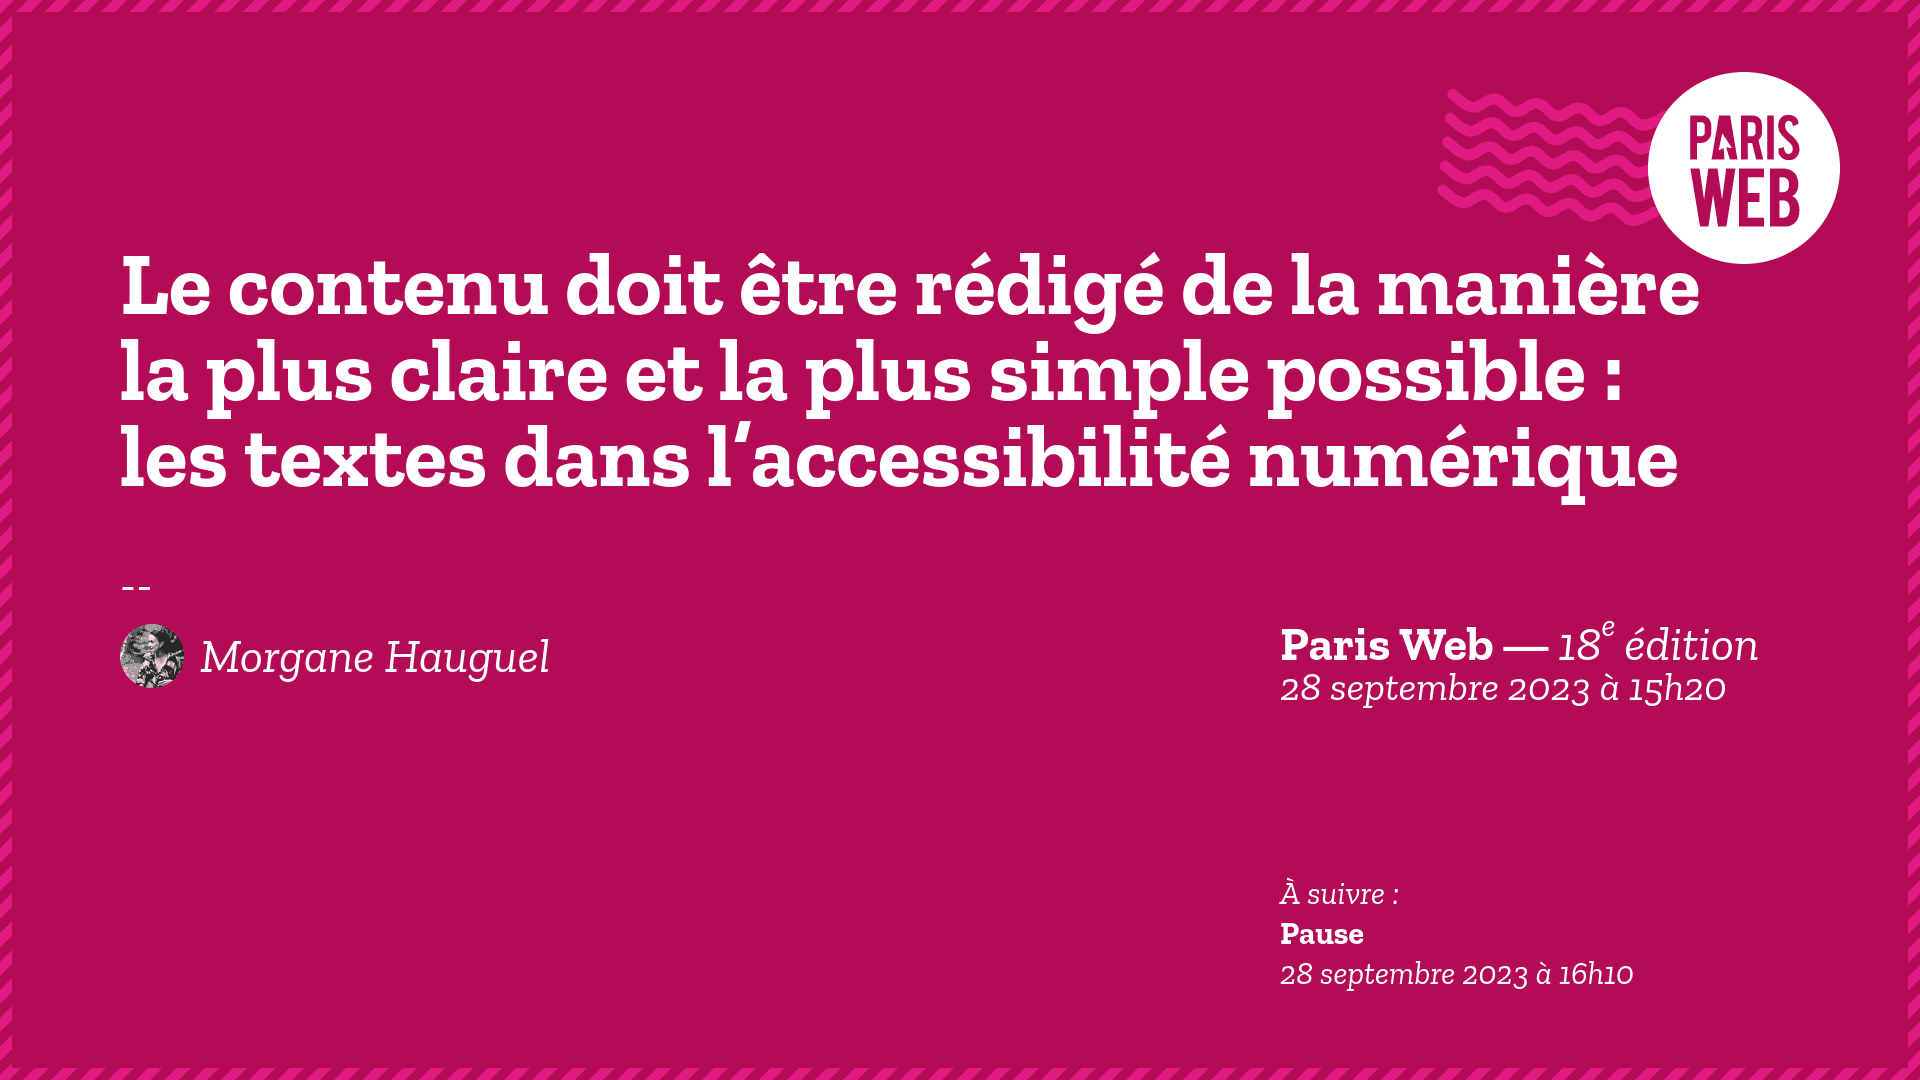 PARIS
WEB
Le contenu doit être rédigé de la manière
la plus claire et la plus simple possible :
les textes dans l’accessibilité numérique
--
Morgane Hauguel
Paris Web — 18e édition
28 septembre 2023 à 15h20
À suivre :
Pause
28 septembre 2023 à 16h10